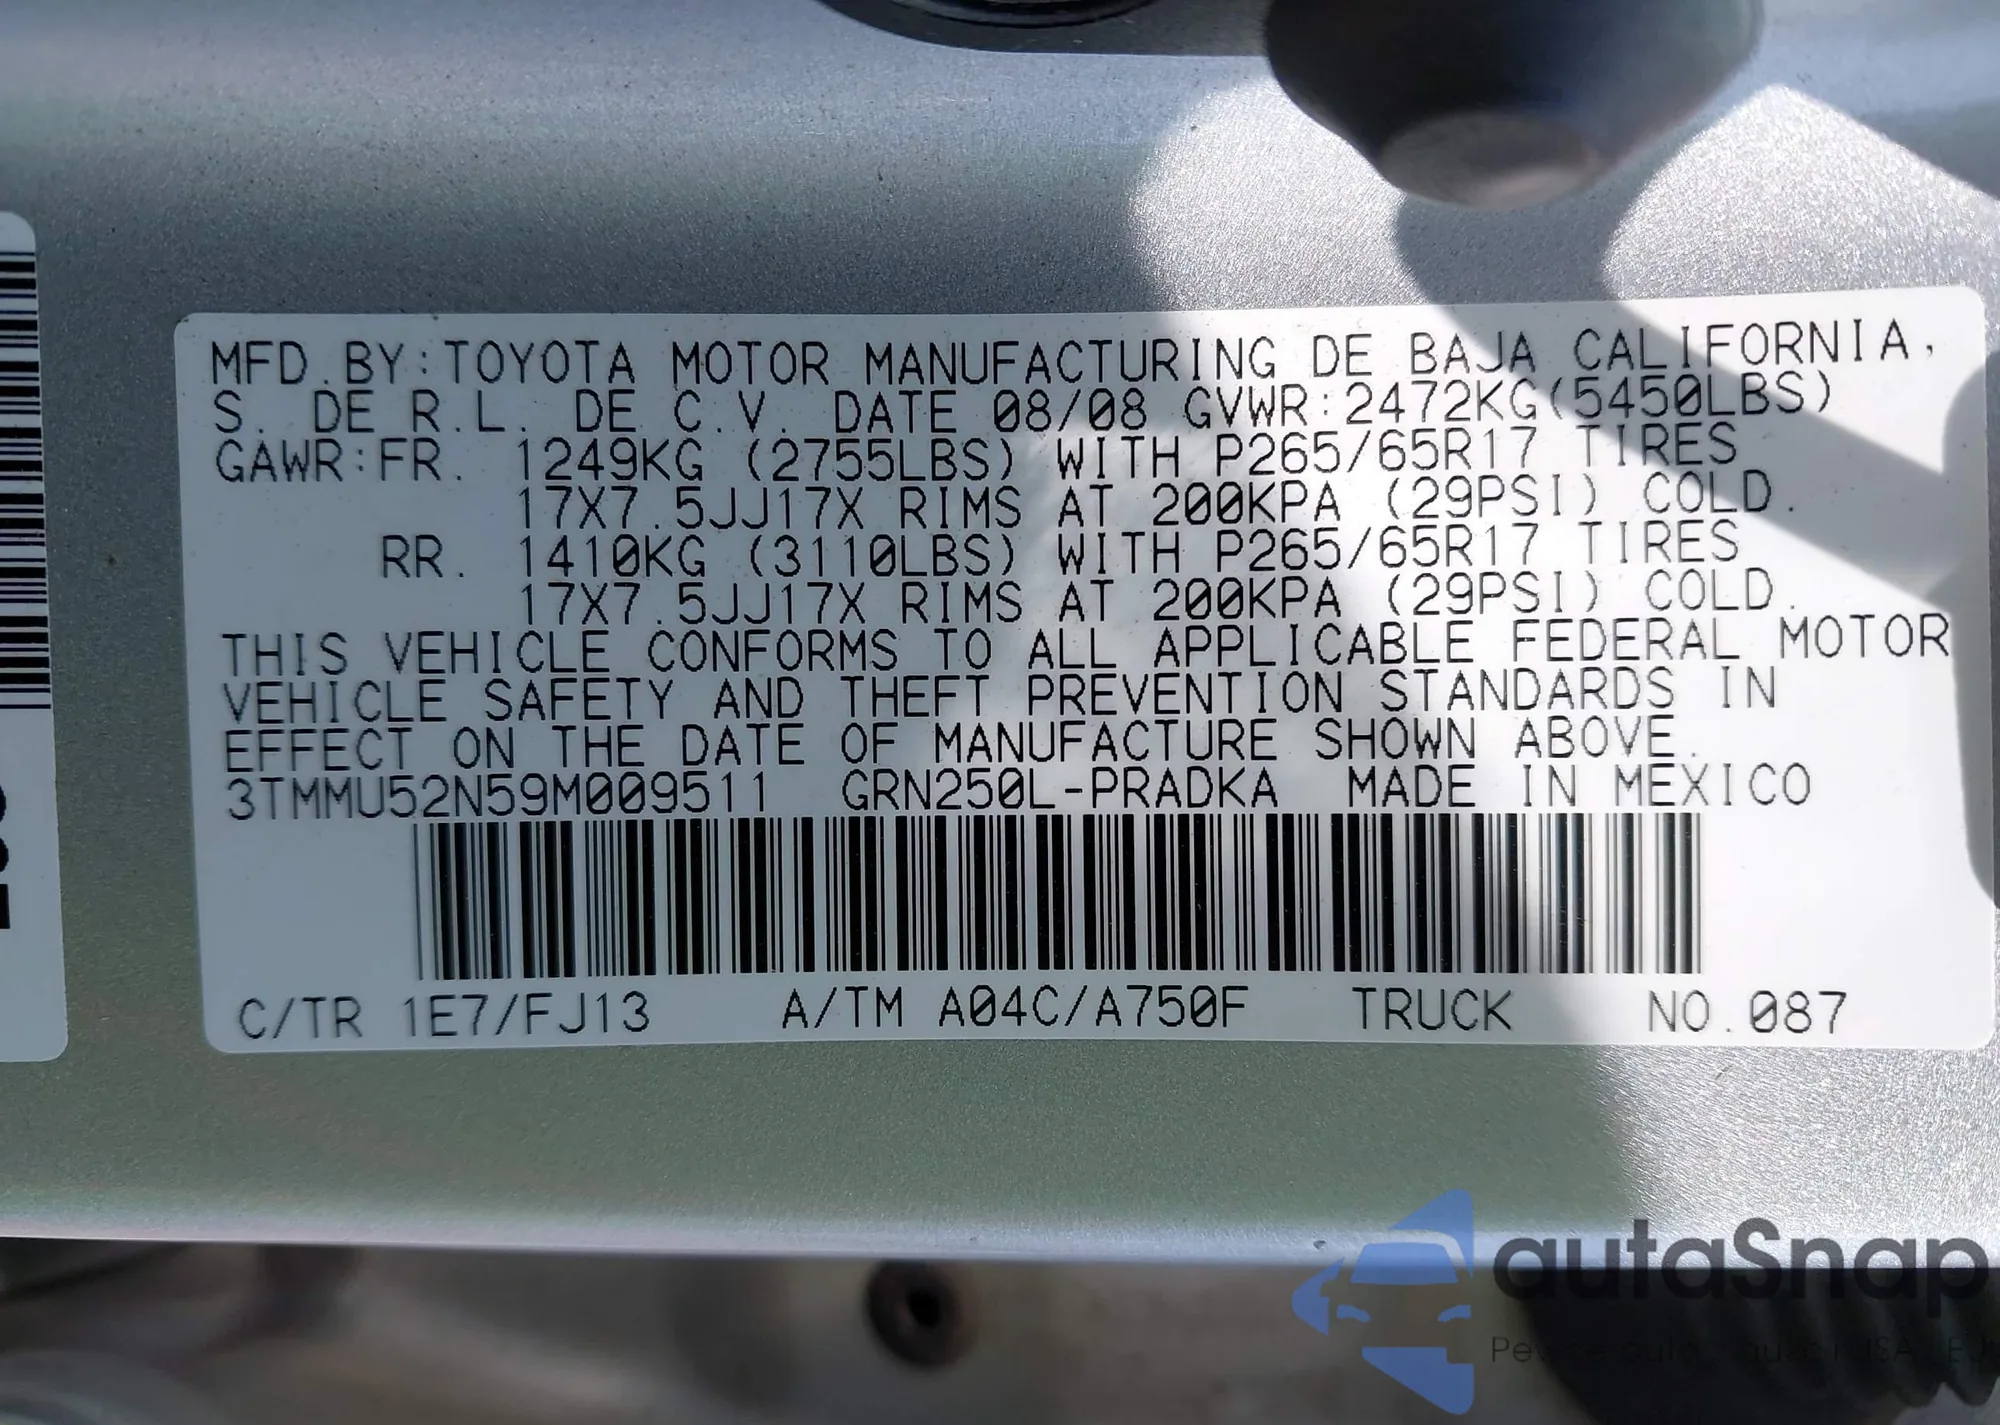 MFD.BY:TOYOTA MOTOR MANUFACTURING DE BAJA CALIFORNIA,
S. DE R.L. DE C.V. DATE 08/08 GVWR:2472KG(5450LBS)
GAWR:FR. 1249KG (2755LBS) WITH P265/65R17 TIRES
17X7.5JJ17X RIMS AT 200KPA (29PSI) COLD.
RR. 1410KG (3110LBS) WITH P265/65R17 TIRES
17X7.5JJ17X RIMS AT 200KPA (29PSI) COLD.
THIS VEHICLE CONFORMS TO ALL APPLICABLE FEDERAL MOTOR
VEHICLE SAFETY AND THEFT PREVENTION STANDARDS IN
EFFECT ON THE DATE OF MANUFACTURE SHOWN ABOVE.
3TMMU52N59M009511 GRN250L-PRADKA MADE IN MEXICO
C/TR 1E7/FJ13 A/TM A04C/A750F TRUCK NO.087
autaSnap